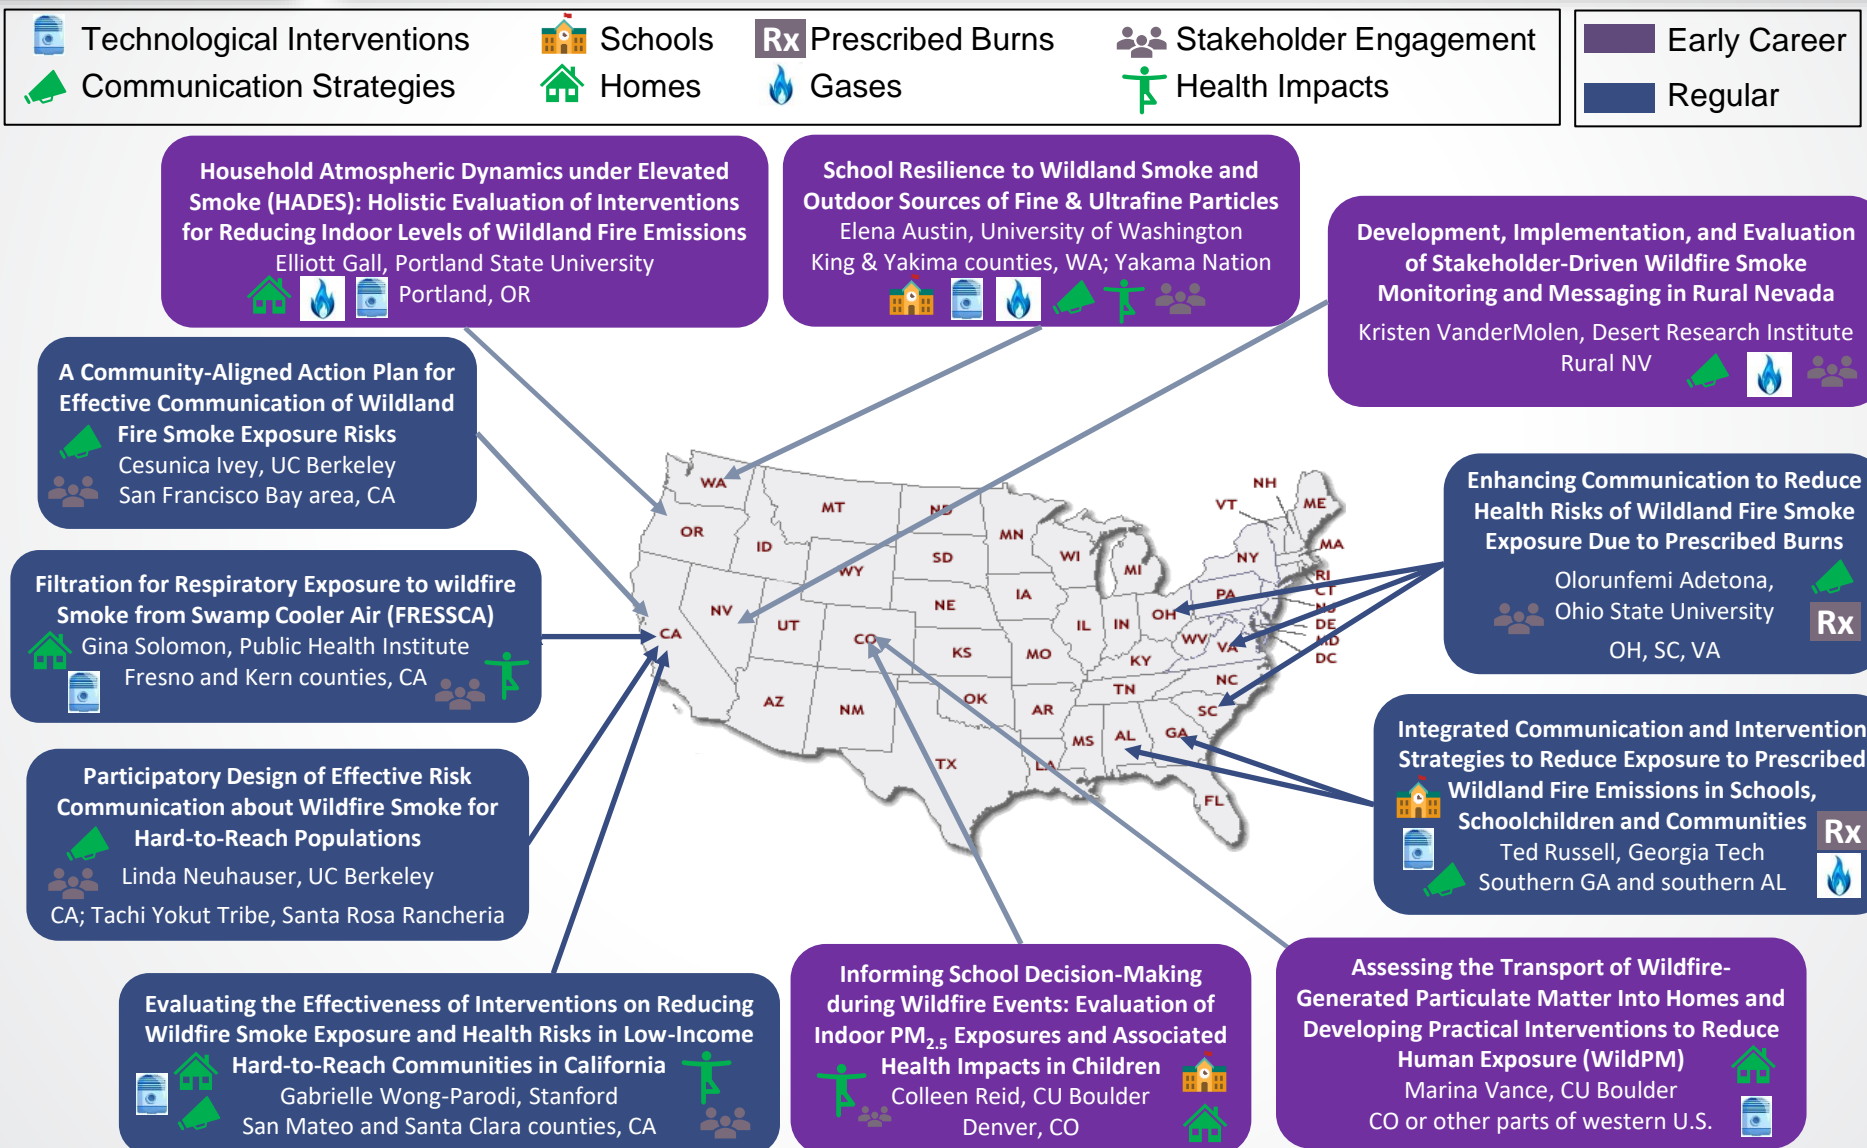 Technological Interventions
Schools
Rx Prescribed Burns
Stakeholder Engagement
Communication Strategies
Homes
Gases
Health Impacts
Early Career
Regular
Household Atmospheric Dynamics under Elevated
Smoke (HADES): Holistic Evaluation of Interventions
for Reducing Indoor Levels of Wildland Fire Emissions
Elliott Gall, Portland State University
Portland, OR
School Resilience to Wildland Smoke and
Outdoor Sources of Fine & Ultrafine Particles
Elena Austin, University of Washington
King & Yakima counties, WA; Yakama Nation
Development, Implementation, and Evaluation
of Stakeholder-Driven Wildfire Smoke
Monitoring and Messaging in Rural Nevada
Kristen VanderMolen, Desert Research Institute
Rural NV
A Community-Aligned Action Plan for
Effective Communication of Wildland
Fire Smoke Exposure Risks
Cesunica Ivey, UC Berkeley
San Francisco Bay area, CA
Filtration for Respiratory Exposure to wildfire
Smoke from Swamp Cooler Air (FRESSCA)
Gina Solomon, Public Health Institute
Fresno and Kern counties, CA
Participatory Design of Effective Risk
Communication about Wildfire Smoke for
Hard-to-Reach Populations
Linda Neuhauser, UC Berkeley
CA; Tachi Yokut Tribe, Santa Rosa Rancheria
Evaluating the Effectiveness of Interventions on Reducing
Wildfire Smoke Exposure and Health Risks in Low-Income
Hard-to-Reach Communities in California
Gabrielle Wong-Parodi, Stanford
San Mateo and Santa Clara counties, CA
WA
OR
ID
MT
ND
MN
WI
MI
SD
WY
NV
UT
CO
NE
IA
IL
IN
OH
PA
NY
VT
NH
ME
MA
RI
CT
NJ
DE
MD
DC
WV
VA
KY
CA
KS
MO
TN
NC
SC
AZ
NM
OK
AR
MS
AL
GA
TX
LA
FL
Enhancing Communication to Reduce
Health Risks of Wildland Fire Smoke
Exposure Due to Prescribed Burns
Olorunfemi Adetona,
Ohio State University
Rx
OH, SC, VA
Integrated Communication and Intervention
Strategies to Reduce Exposure to Prescribed
Wildland Fire Emissions in Schools,
Schoolchildren and Communities
Rx
Ted Russell, Georgia Tech
Southern GA and southern AL
Informing School Decision-Making
during Wildfire Events: Evaluation of
Indoor PM2.5 Exposures and Associated
Health Impacts in Children
Colleen Reid, CU Boulder
Denver, CO
Assessing the Transport of Wildfire-
Generated Particulate Matter Into Homes and
Developing Practical Interventions to Reduce
Human Exposure (WildPM)
Marina Vance, CU Boulder
CO or other parts of western U.S.